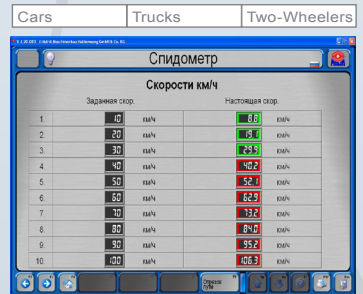 Cars Trucks Two-Wheelers
Спидометр
Скорости км/ч
Заданная скор. Настоящая скор.
1. 10 км/ч 8.8 км/ч
2. 20 км/ч 19.1 км/ч
3. 30 км/ч 29.9 км/ч
4. 40 км/ч 40.2 км/ч
5. 50 км/ч 52.1 км/ч
6. 60 км/ч 62.9 км/ч
7. 70 км/ч 73.2 км/ч
8. 80 км/ч 84.0 км/ч
9. 90 км/ч 95.2 км/ч
10. 100 км/ч 106.3 км/ч
Отрезок пути